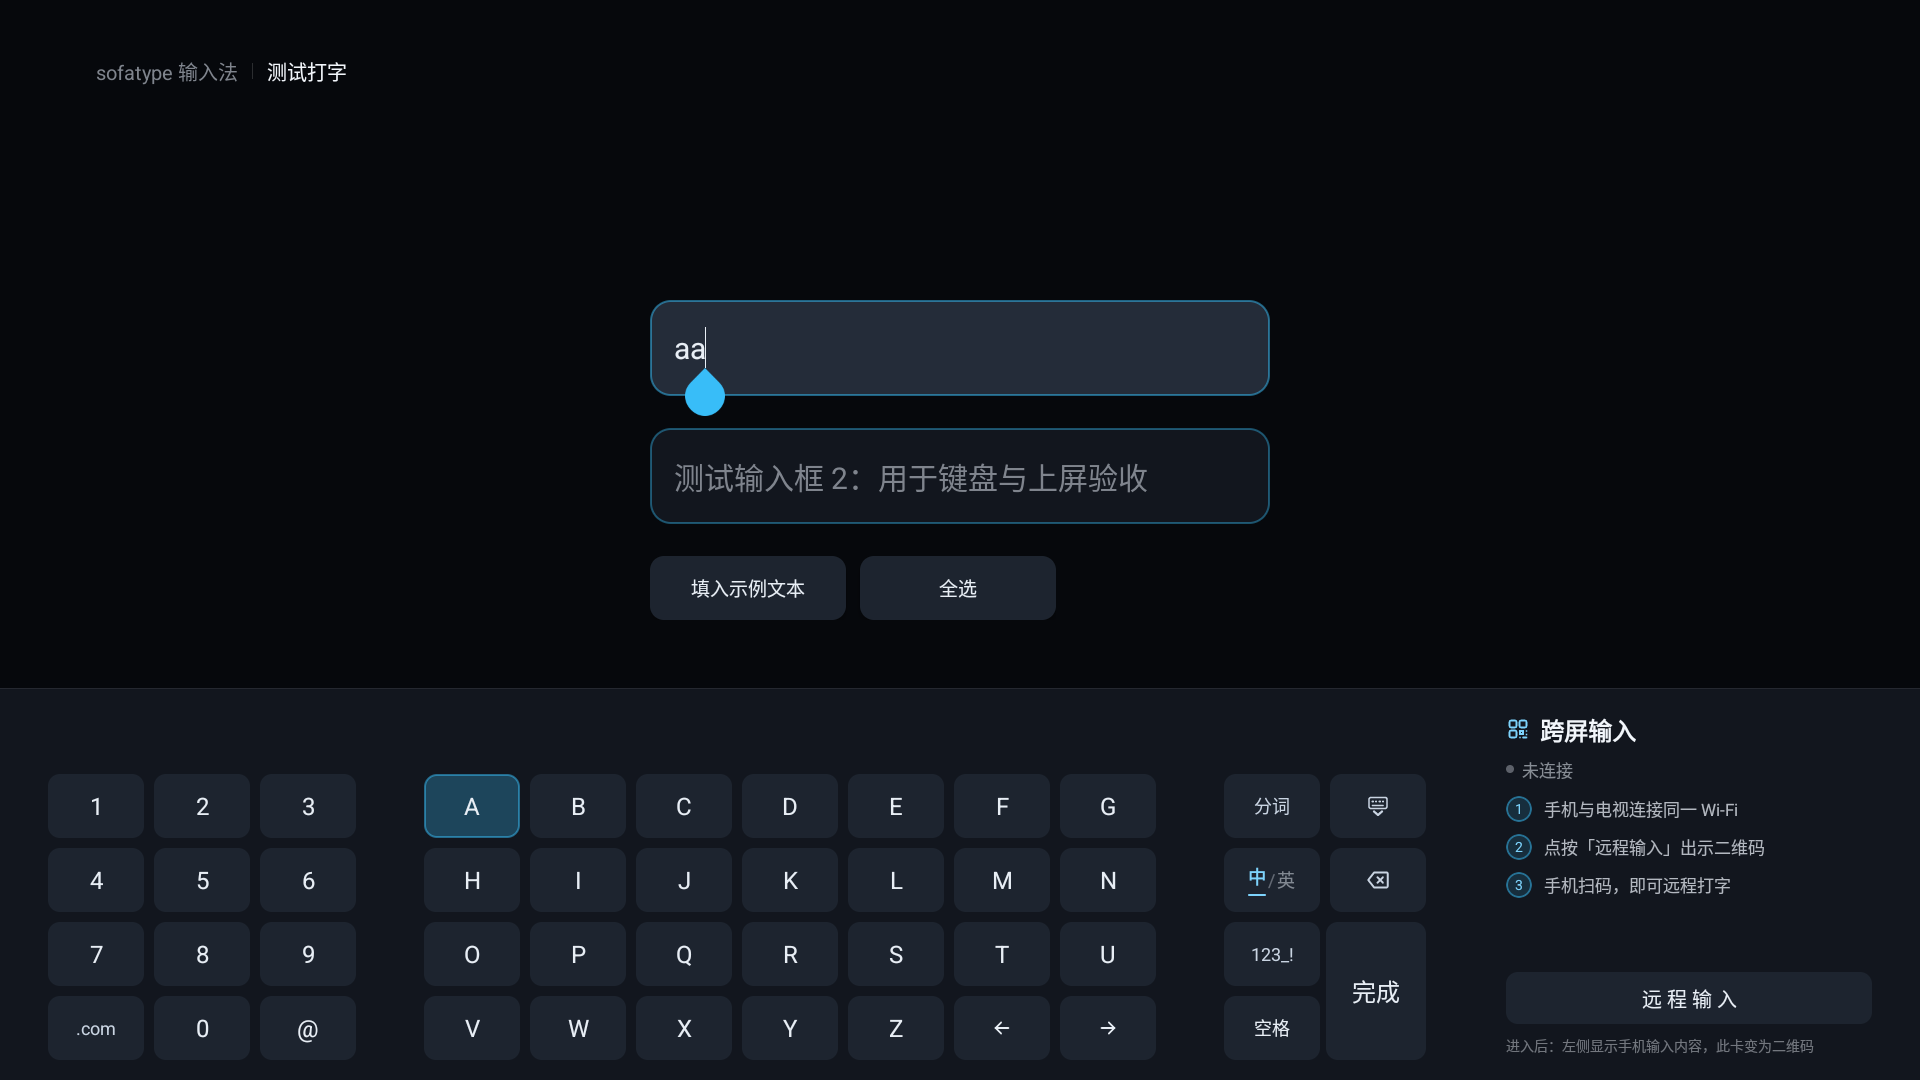 sofatype 输入法 测试打字
aa
测试输入框 2：用于键盘与上屏验收
填入示例文本 全选
跨屏输入
未连接
1 2 3 A B C D E F G 分词
1 手机与电视连接同一 Wi-Fi
2 点按「远程输入」出示二维码
4 5 6 H I J K L M N 中/英
3 手机扫码，即可远程打字
7 8 9 O P Q R S T U 123_!
完成
远程输入
.com 0 @ V W X Y Z ← → 空格
进入后：左侧显示手机输入内容，此卡变为二维码